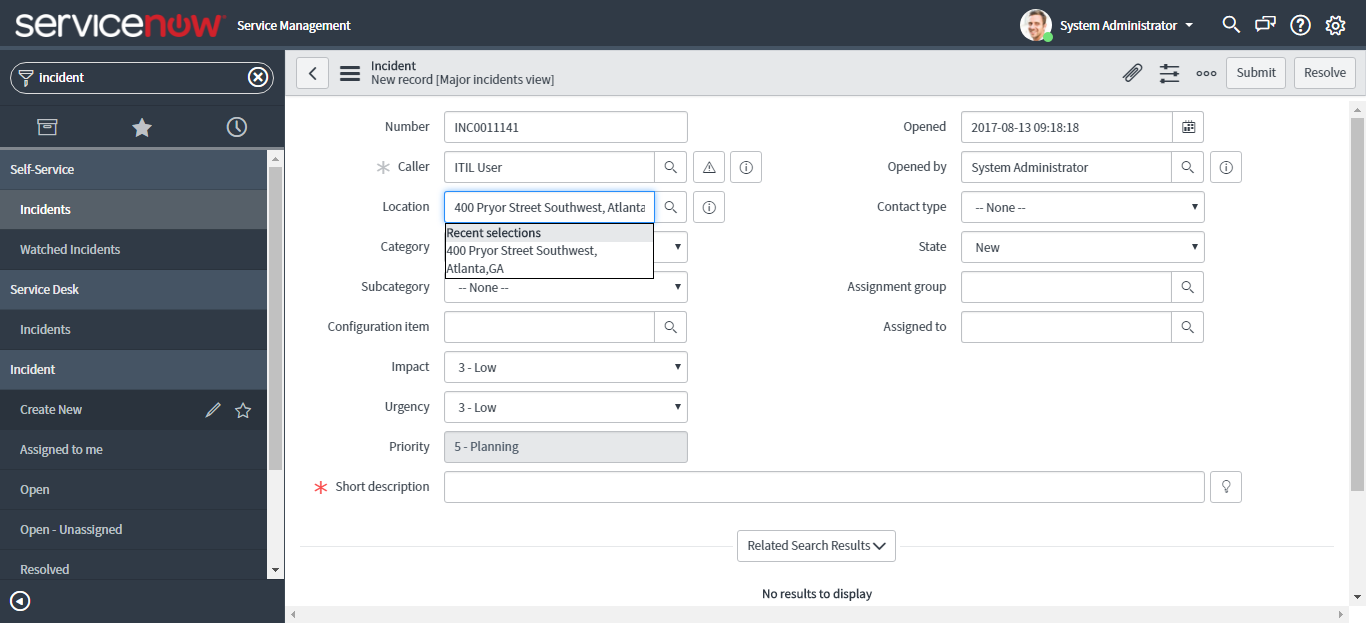 servicenow Service Management
System Administrator
incident
Self-Service
Incidents
Watched Incidents
Service Desk
Incidents
Incident
Create New
Assigned to me
Open
Open - Unassigned
Resolved
Incident
New record [Major incidents view]
Submit
Resolve
Number INC0011141
Caller ITIL User
Location 400 Pryor Street Southwest, Atlanta
Recent selections
400 Pryor Street Southwest,
Atlanta,GA
Category
Subcategory -- None --
Configuration item
Impact 3 - Low
Urgency 3 - Low
Priority 5 - Planning
Short description
Opened 2017-08-13 09:18:18
Opened by System Administrator
Contact type -- None --
State New
Assignment group
Assigned to
Related Search Results
No results to display